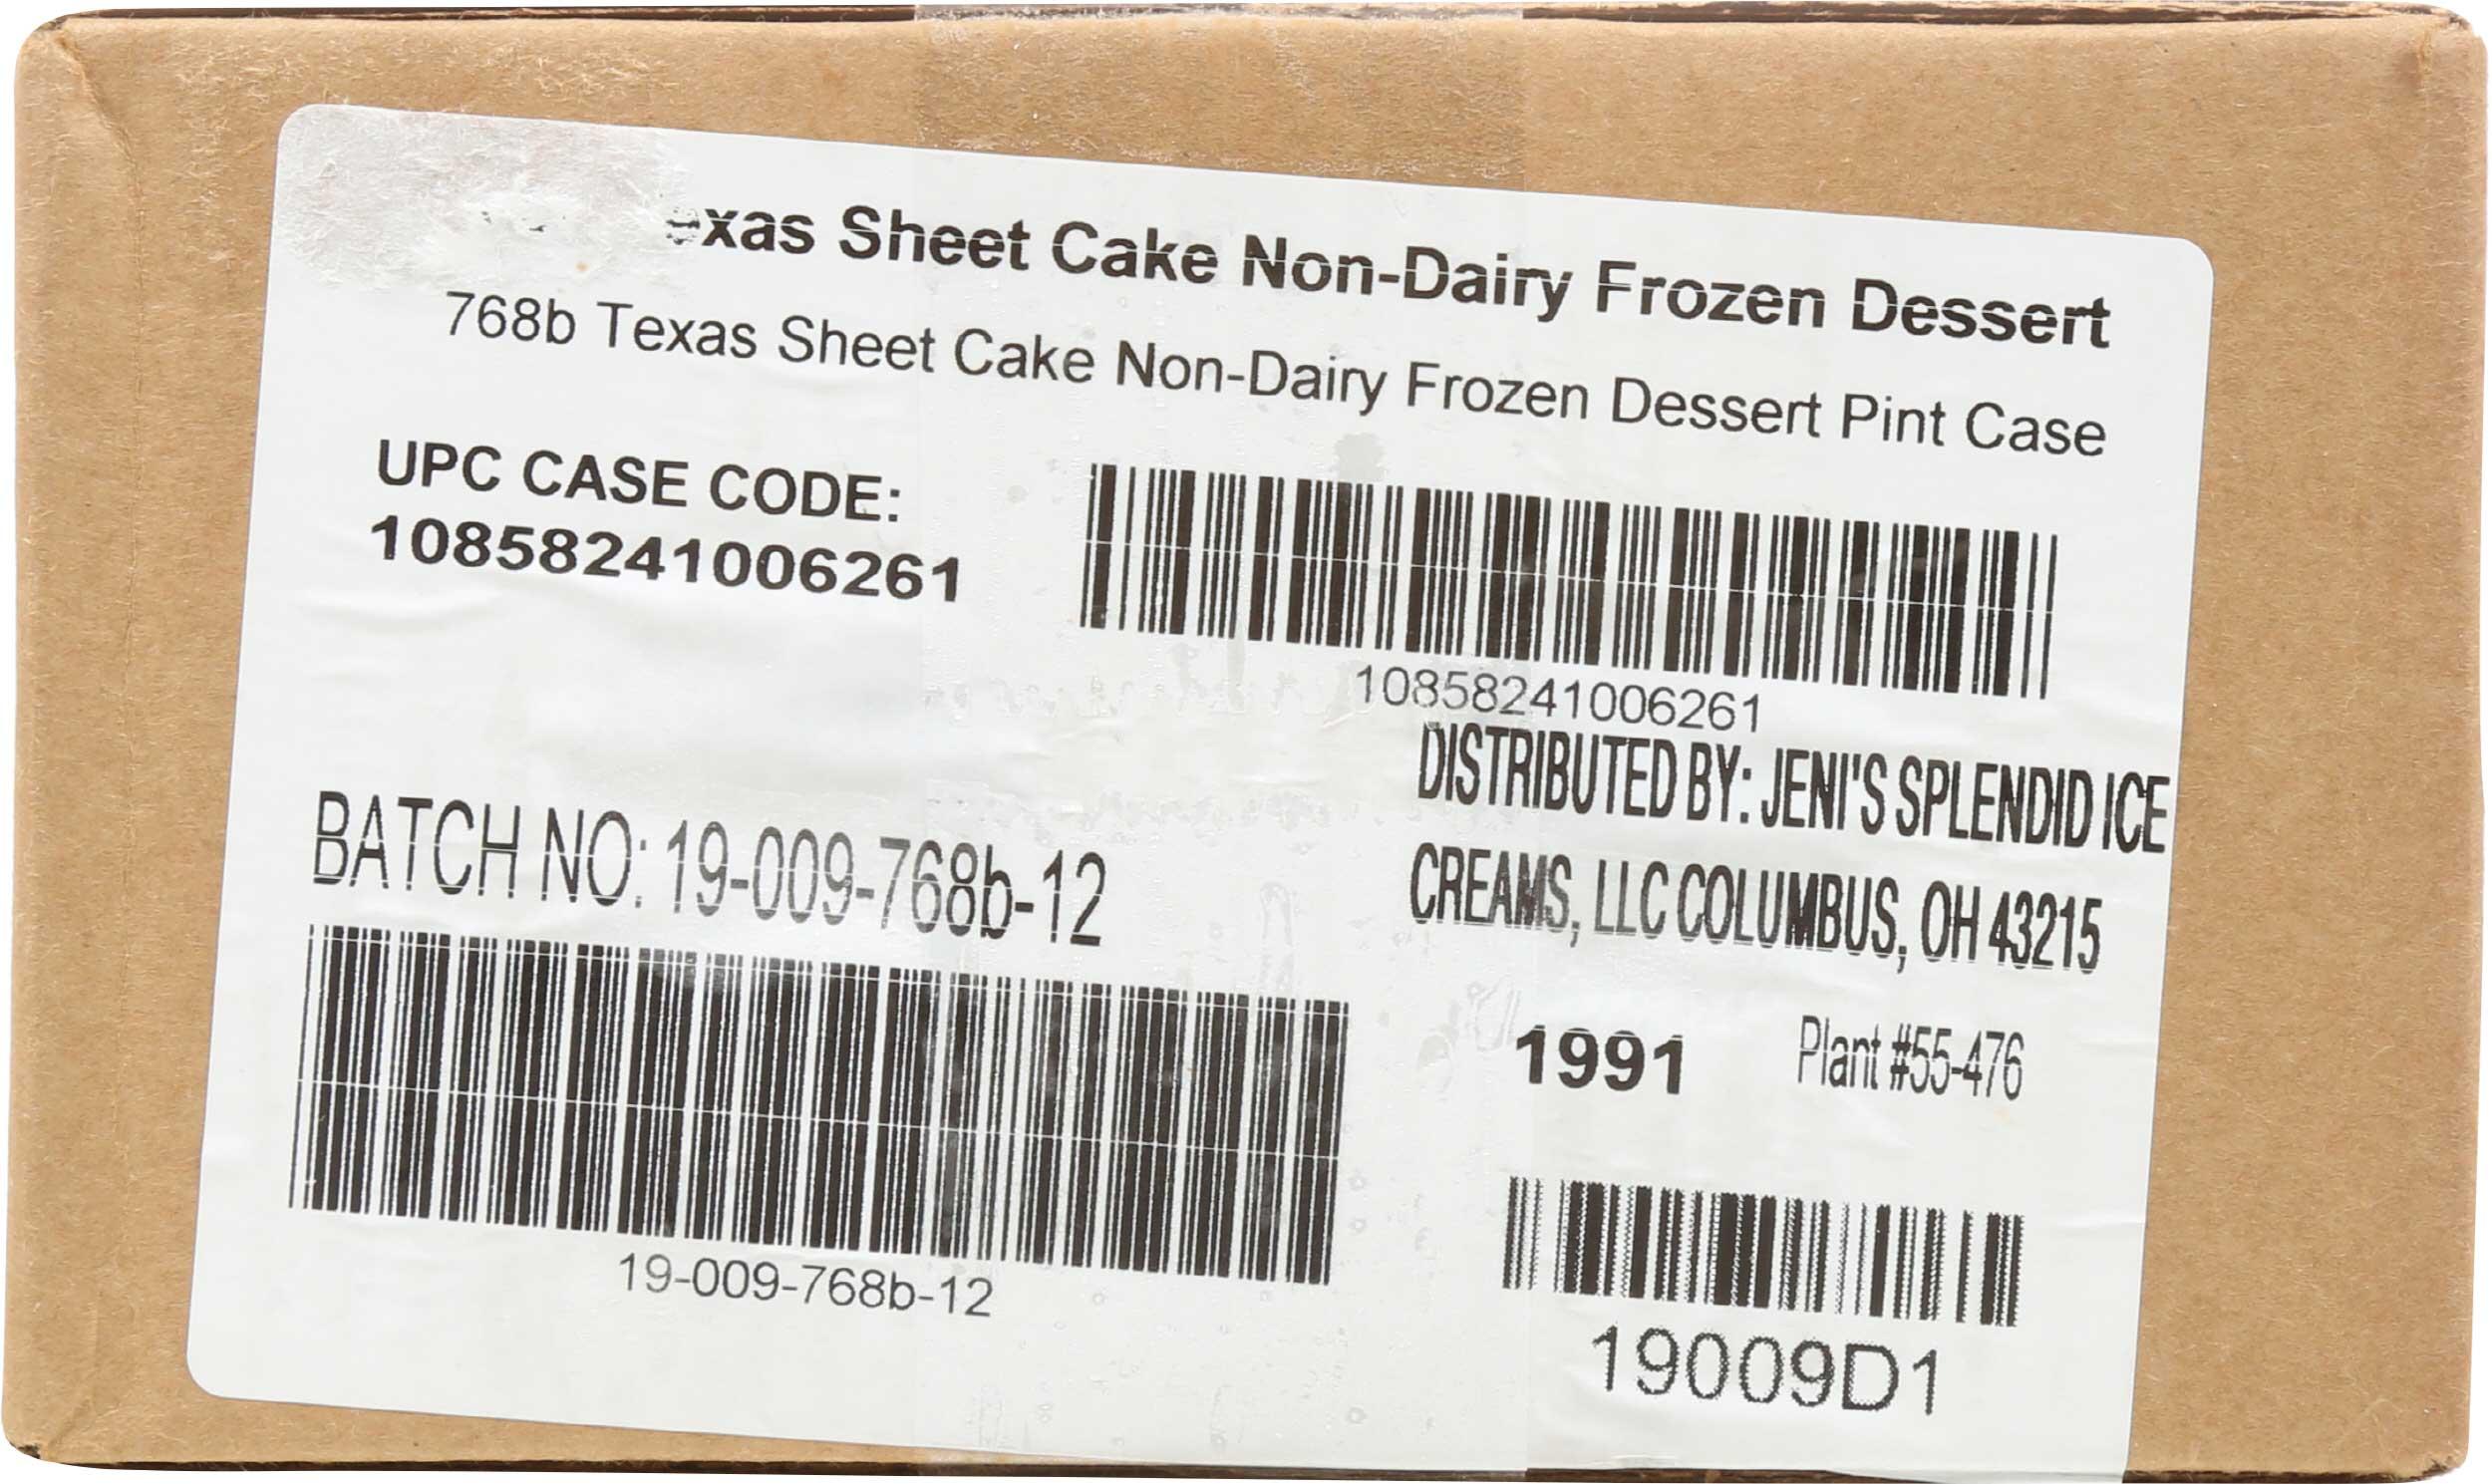 exas Sheet Cake Non-Dairy Frozen Dessert
768b Texas Sheet Cake Non-Dairy Frozen Dessert Pint Case
UPC CASE CODE:
10858241006261
10858241006261
DISTRIBUTED BY: JENI'S SPLENDID ICE
CREAMS, LLC COLUMBUS, OH 43215
BATCH NO: 19-009-768b-12
19-009-768b-12
1991 Plant #55-476
19009D1